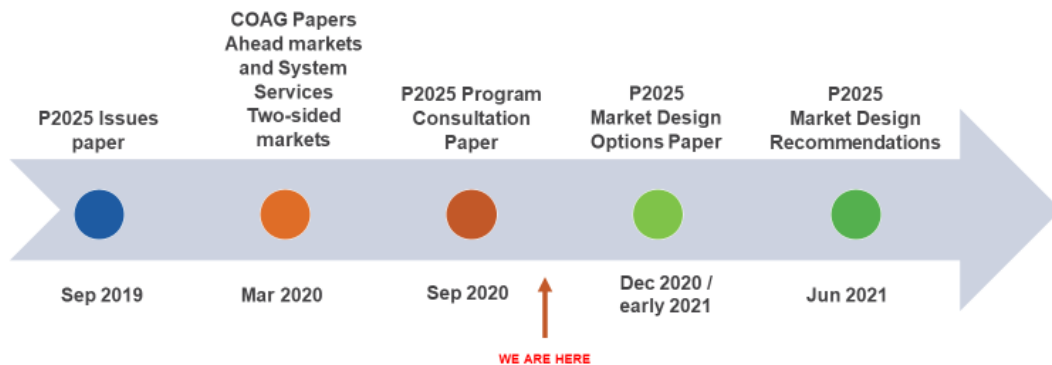 P2025 Issues
paper
COAG Papers
Ahead markets
and System
Services
Two-sided
markets
P2025 Program
Consultation
Paper
P2025
Market Design
Options Paper
P2025
Market Design
Recommendations
Sep 2019
Mar 2020
Sep 2020
Dec 2020 /
early 2021
Jun 2021
WE ARE HERE